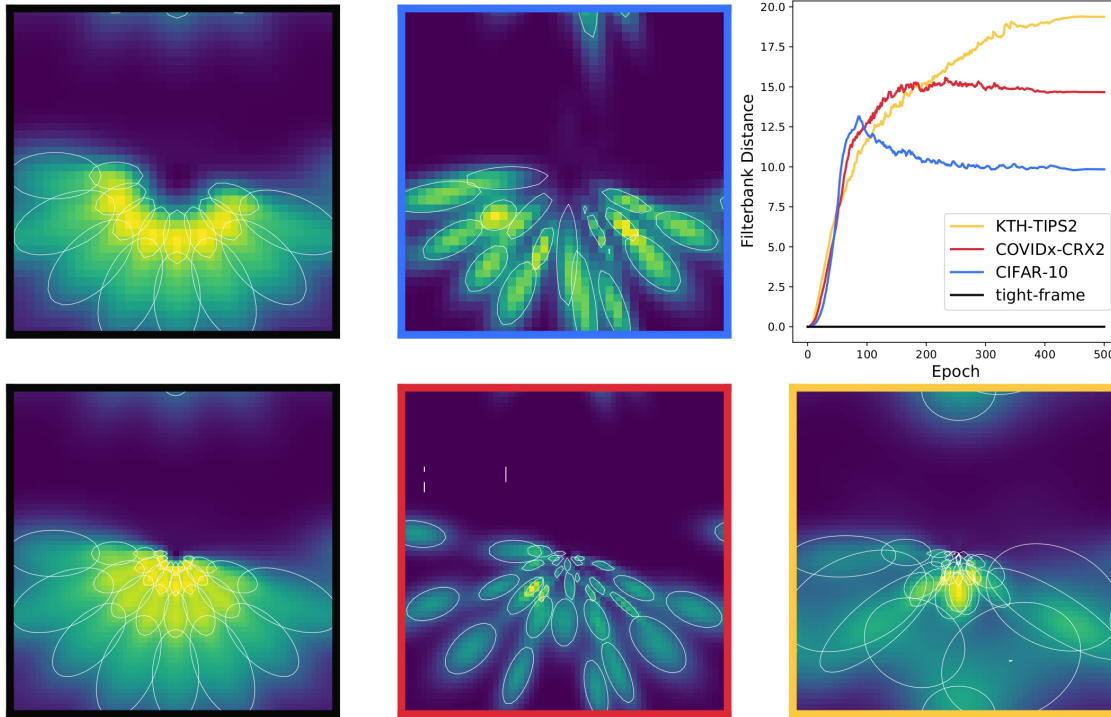 20.0
17.5
15.0
12.5
10.0
7.5
5.0
2.5
0.0
Filterbank Distance
KTH-TIPS2
COVIDx-CRX2
CIFAR-10
tight-frame
0 100 200 300 400 500
Epoch